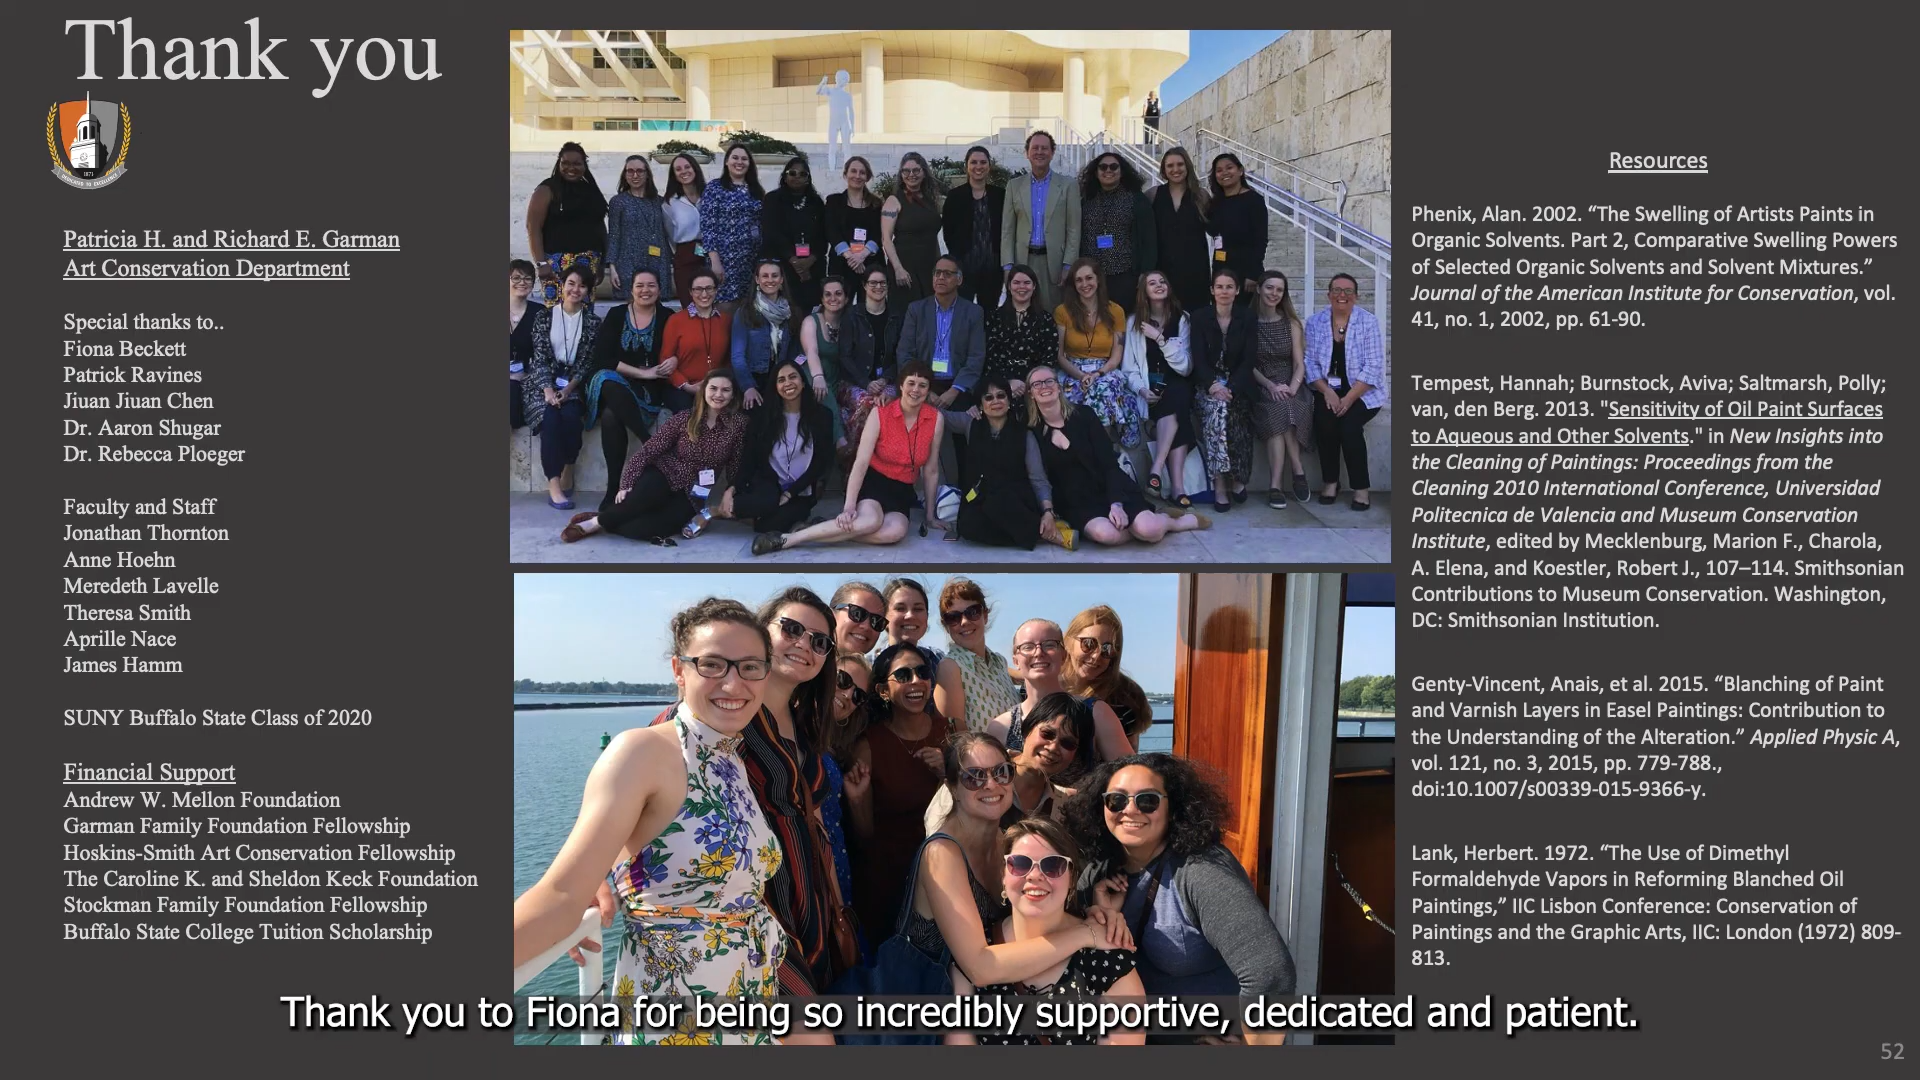 Thank you
1871
DEDICATED TO EXCELLENCE
Patricia H. and Richard E. Garman
Art Conservation Department
Special thanks to..
Fiona Beckett
Patrick Ravines
Jiuan Jiuan Chen
Dr. Aaron Shugar
Dr. Rebecca Ploeger
Faculty and Staff
Jonathan Thornton
Anne Hoehn
Meredeth Lavelle
Theresa Smith
Aprille Nace
James Hamm
SUNY Buffalo State Class of 2020
Financial Support
Andrew W. Mellon Foundation
Garman Family Foundation Fellowship
Hoskins-Smith Art Conservation Fellowship
The Caroline K. and Sheldon Keck Foundation
Stockman Family Foundation Fellowship
Buffalo State College Tuition Scholarship
Resources
Phenix, Alan. 2002. “The Swelling of Artists Paints in
Organic Solvents. Part 2, Comparative Swelling Powers
of Selected Organic Solvents and Solvent Mixtures.”
Journal of the American Institute for Conservation, vol.
41, no. 1, 2002, pp. 61-90.
Tempest, Hannah; Burnstock, Aviva; Saltmarsh, Polly;
van, den Berg. 2013. "Sensitivity of Oil Paint Surfaces
to Aqueous and Other Solvents." in New Insights into
the Cleaning of Paintings: Proceedings from the
Cleaning 2010 International Conference, Universidad
Politecnica de Valencia and Museum Conservation
Institute, edited by Mecklenburg, Marion F., Charola,
A. Elena, and Koestler, Robert J., 107–114. Smithsonian
Contributions to Museum Conservation. Washington,
DC: Smithsonian Institution.
Genty-Vincent, Anais, et al. 2015. “Blanching of Paint
and Varnish Layers in Easel Paintings: Contribution to
the Understanding of the Alteration.” Applied Physic A,
vol. 121, no. 3, 2015, pp. 779-788.,
doi:10.1007/s00339-015-9366-y.
Lank, Herbert. 1972. “The Use of Dimethyl
Formaldehyde Vapors in Reforming Blanched Oil
Paintings,” IIC Lisbon Conference: Conservation of
Paintings and the Graphic Arts, IIC: London (1972) 809-
813.
Thank you to Fiona for being so incredibly supportive, dedicated and patient.
52